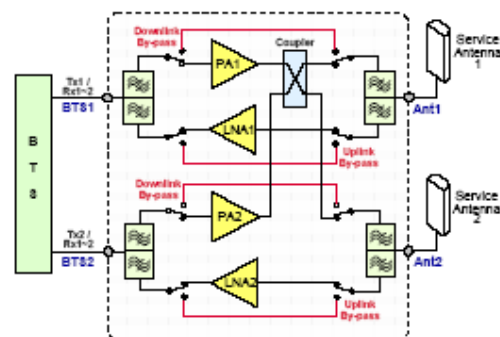 Downlink
By-pass
Coupler
Service
Antenna
1
PA1
Tx1 /
Rx1~2
BTS1
Ant1
LNA1
B
T
S
Uplink
By-pass
Downlink
By-pass
Service
Antenna
2
PA2
Tx2 /
Rx1~2
BTS2
Ant2
LNA2
Uplink
By-pass